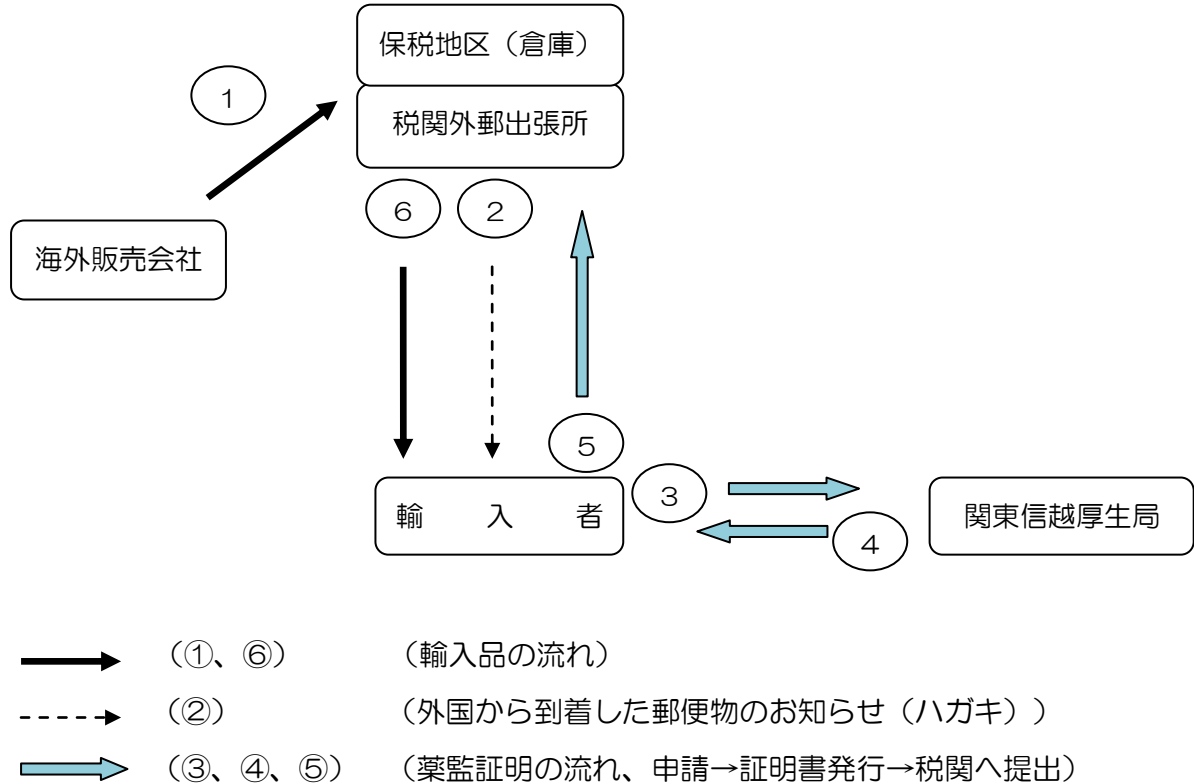 保税地区（倉庫）
1
税関外郵出張所
6
2
海外販売会社
5
3
輸　入　者
関東信越厚生局
4
（①、⑥）　（輸入品の流れ）
（②）　（外国から到着した郵便物のお知らせ（ハガキ））
（③、④、⑤）　（薬監証明の流れ、申請→証明書発行→税関へ提出）